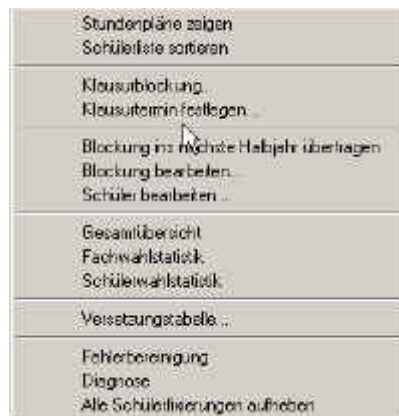 Stundenpläne zeigen
Schülerliste sortieren
Klausurblockung...
Klausurtermin festlegen...
Blockung ins nächste Halbjahr übertragen
Blockung bearbeiten...
Schüler bearbeiten...
Gesamtübersicht
Fachwahlstatistik
Schülerwahlstatistik
Versetzungstabelle...
Fehlerbereinigung
Diagnose
Alle Schülerfixierungen aufheben